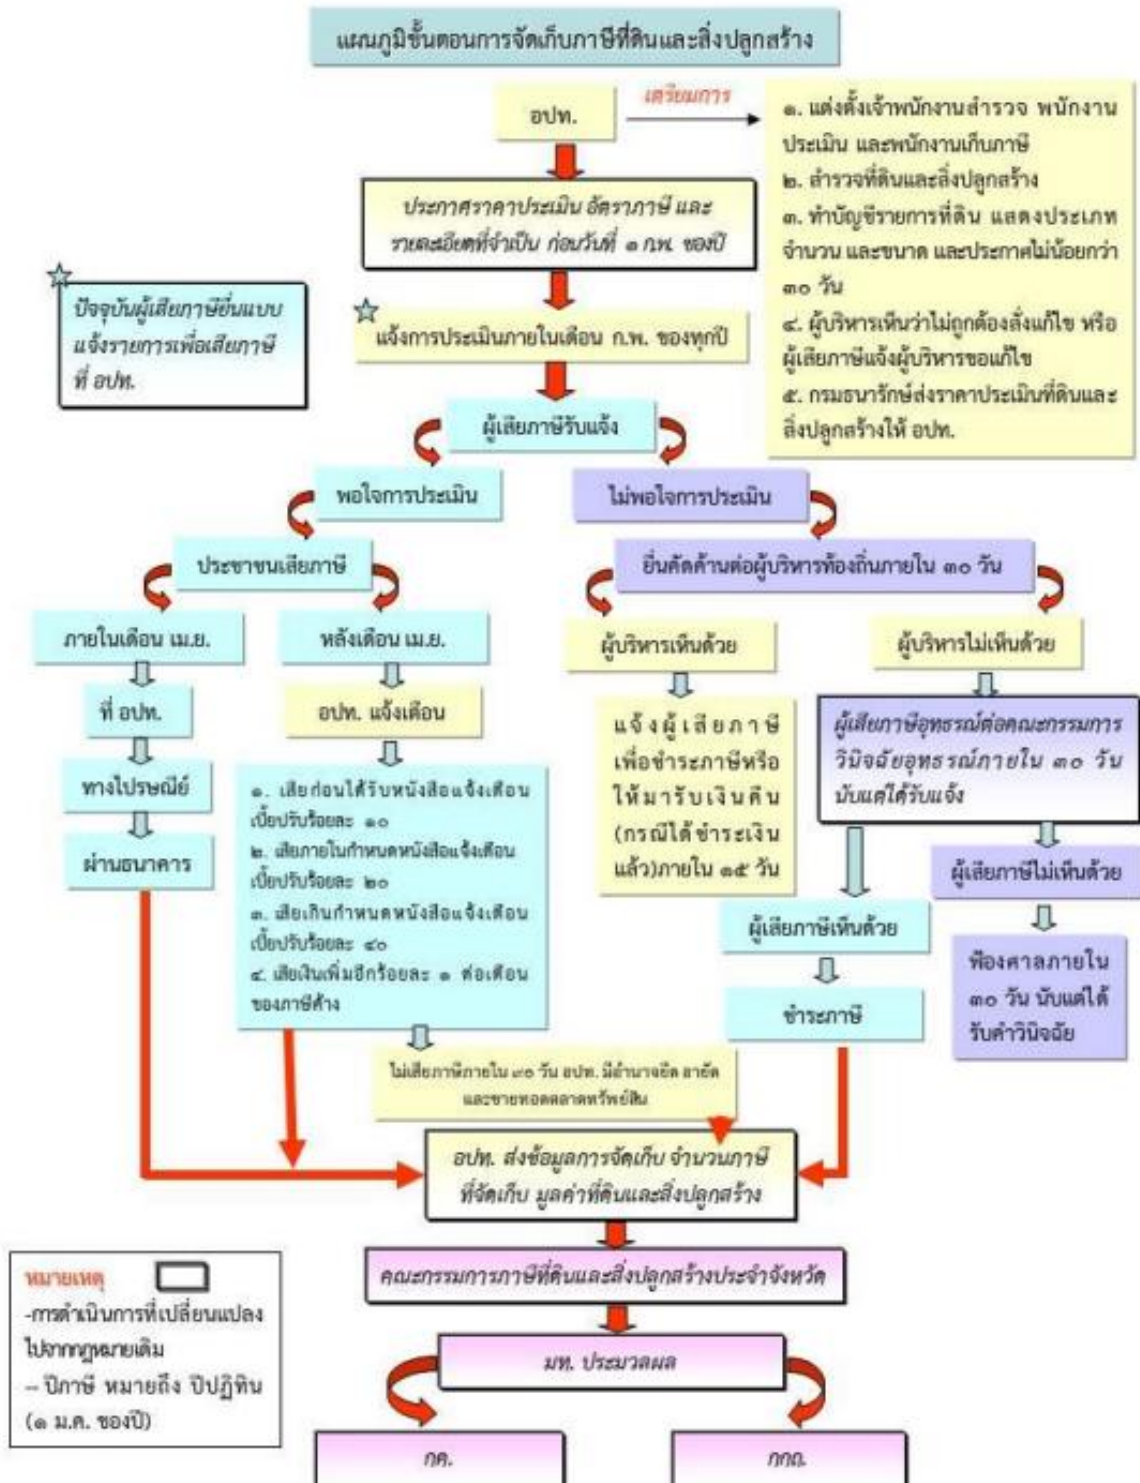 แผนภูมิขั้นตอนการจัดเก็บภาษีที่ดินและสิ่งปลูกสร้าง
อปท.
เตรียมการ
๑. แต่งตั้งเจ้าพนักงานสำรวจ พนักงาน
ประเมิน และพนักงานเก็บภาษี
๒. สำรวจที่ดินและสิ่งปลูกสร้าง
๓. ทำบัญชีรายการที่ดิน แสดงประเภท
จำนวน และขนาด และประกาศไม่น้อยกว่า
๓๐ วัน
๔. ผู้บริหารเห็นว่าไม่ถูกต้องสั่งแก้ไข หรือ
ผู้เสียภาษีแจ้งผู้บริหารขอแก้ไข
๕. กรมธนารักษ์ส่งราคาประเมินที่ดินและ
สิ่งปลูกสร้างให้ อปท.
ประกาศราคาประเมิน อัตราภาษี และ
รายละเอียดที่จำเป็น ก่อนวันที่ ๑ ก.พ. ของปี
ปัจจุบันผู้เสียภาษียื่นแบบ
แจ้งรายการเพื่อเสียภาษี
ที่ อปท.
แจ้งการประเมินภายในเดือน ก.พ. ของทุกปี
ผู้เสียภาษีรับแจ้ง
พอใจการประเมิน
ไม่พอใจการประเมิน
ประชาชนเสียภาษี
ยื่นคัดค้านต่อผู้บริหารท้องถิ่นภายใน ๓๐ วัน
ภายในเดือน เม.ย.
หลังเดือน เม.ย.
ผู้บริหารเห็นด้วย
ผู้บริหารไม่เห็นด้วย
ที่ อปท.
อปท. แจ้งเตือน
ทางไปรษณีย์
ผ่านธนาคาร
๑. เสียก่อนได้รับหนังสือแจ้งเตือน
เบี้ยปรับร้อยละ ๑๐
๒. เสียภายในกำหนดหนังสือแจ้งเตือน
เบี้ยปรับร้อยละ ๒๐
๓. เสียเกินกำหนดหนังสือแจ้งเตือน
เบี้ยปรับร้อยละ ๔๐
๔. เสียเงินเพิ่มอีกร้อยละ ๑ ต่อเดือน
ของภาษีค้าง
แจ้งผู้เสียภาษี
เพื่อชำระภาษีหรือ
ให้มารับเงินคืน
(กรณีได้ชำระเงิน
แล้ว)ภายใน ๑๕ วัน
ผู้เสียภาษีอุทธรณ์ต่อคณะกรรมการ
วินิจฉัยอุทธรณ์ภายใน ๓๐ วัน
นับแต่ได้รับแจ้ง
ผู้เสียภาษีเห็นด้วย
ผู้เสียภาษีไม่เห็นด้วย
ชำระภาษี
ฟ้องศาลภายใน
๓๐ วัน นับแต่ได้
รับคำวินิจฉัย
ไม่เสียภาษีภายใน ๙๐ วัน อปท. มีอำนาจยึด อายัด
และขายทอดตลาดทรัพย์สิน
อปท. ส่งข้อมูลการจัดเก็บ จำนวนภาษี
ที่จัดเก็บ มูลค่าที่ดินและสิ่งปลูกสร้าง
คณะกรรมการภาษีที่ดินและสิ่งปลูกสร้างประจำจังหวัด
มท. ประมวลผล
กค.
กกถ.
หมายเหตุ
-การดำเนินการที่เปลี่ยนแปลง
ไปจากกฎหมายเดิม
-- ปีภาษี หมายถึง ปีปฏิทิน
(๑ ม.ค. ของปี)